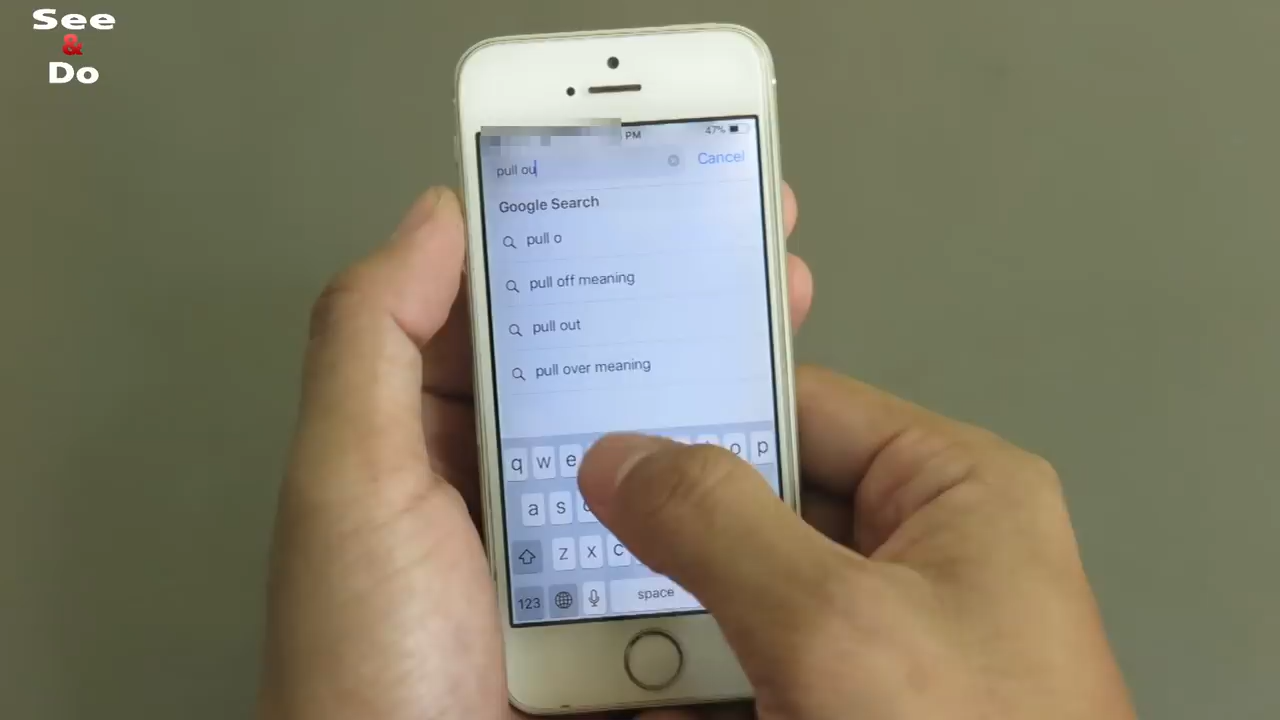 See
&
Do
PM 47%
pull ou Cancel
Google Search
pull o
pull off meaning
pull out
pull over meaning
q w e o p
a s
z x c
123 space